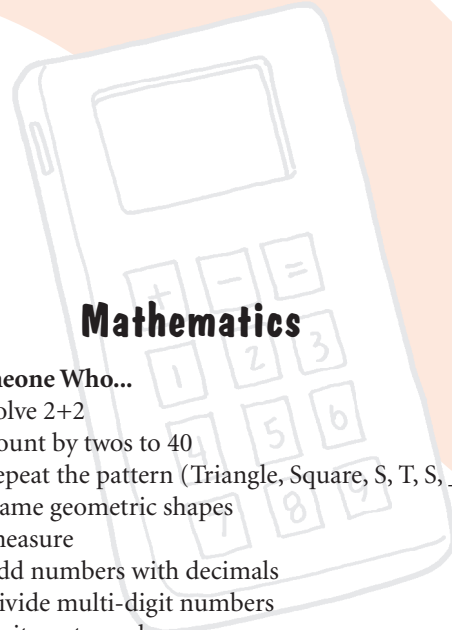 + − =
Mathematics
1 2 3
4 5 6
7 8 9
meone Who...
olve 2+2
ount by twos to 40
epeat the pattern (Triangle, Square, S, T, S, _
ame geometric shapes
measure
dd numbers with decimals
ivide multi-digit numbers